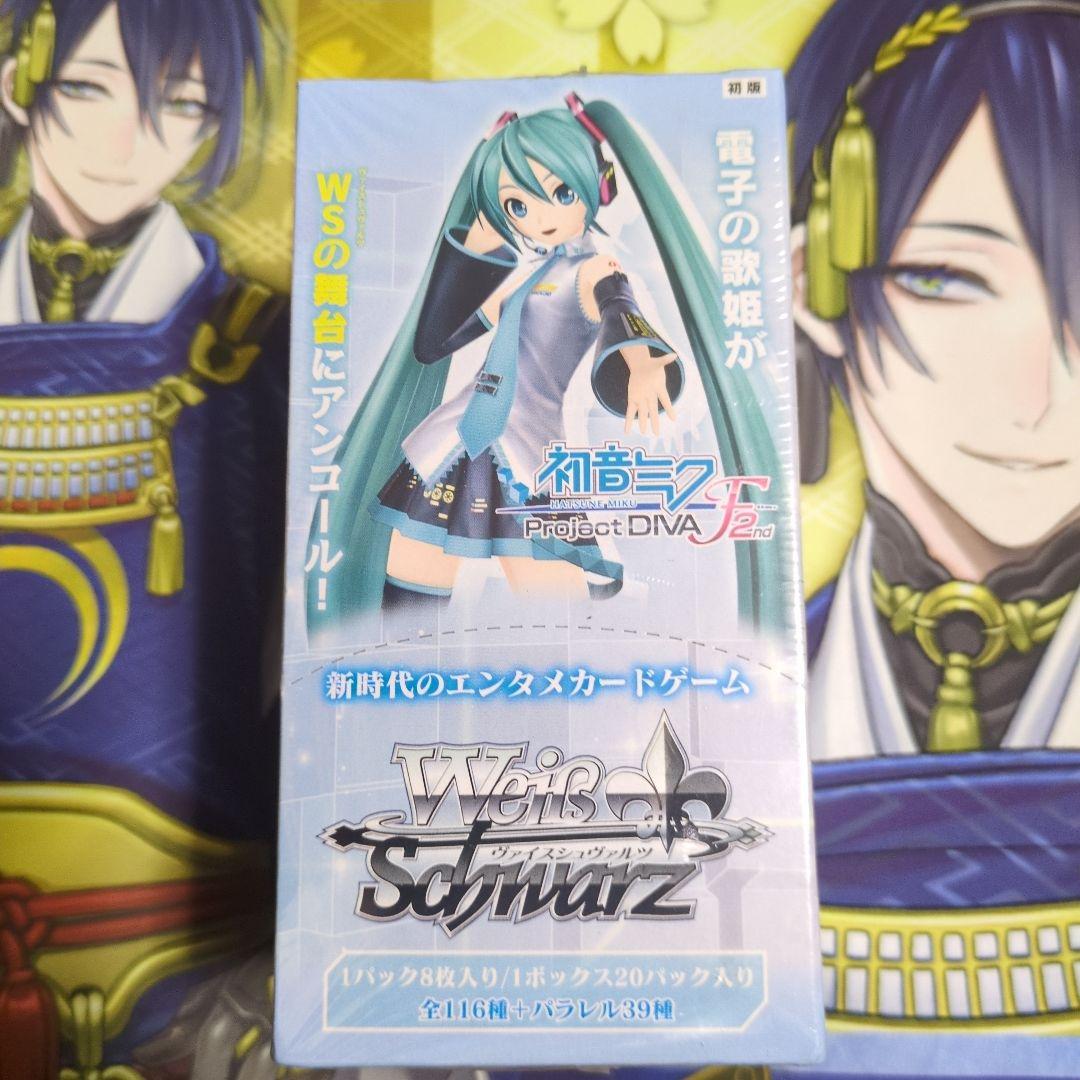 初版
電子の歌姫が
ヴァイスシュヴァルツ
WSの舞台にアンコール!
初音ミク
HATSUNE MIKU
Project DIVA F 2nd
新時代のエンタメカードゲーム
Weiß
ヴァイスシュヴァルツ
Schwarz
1パック8枚入り/1ボックス20パック入り
全116種+パラレル39種